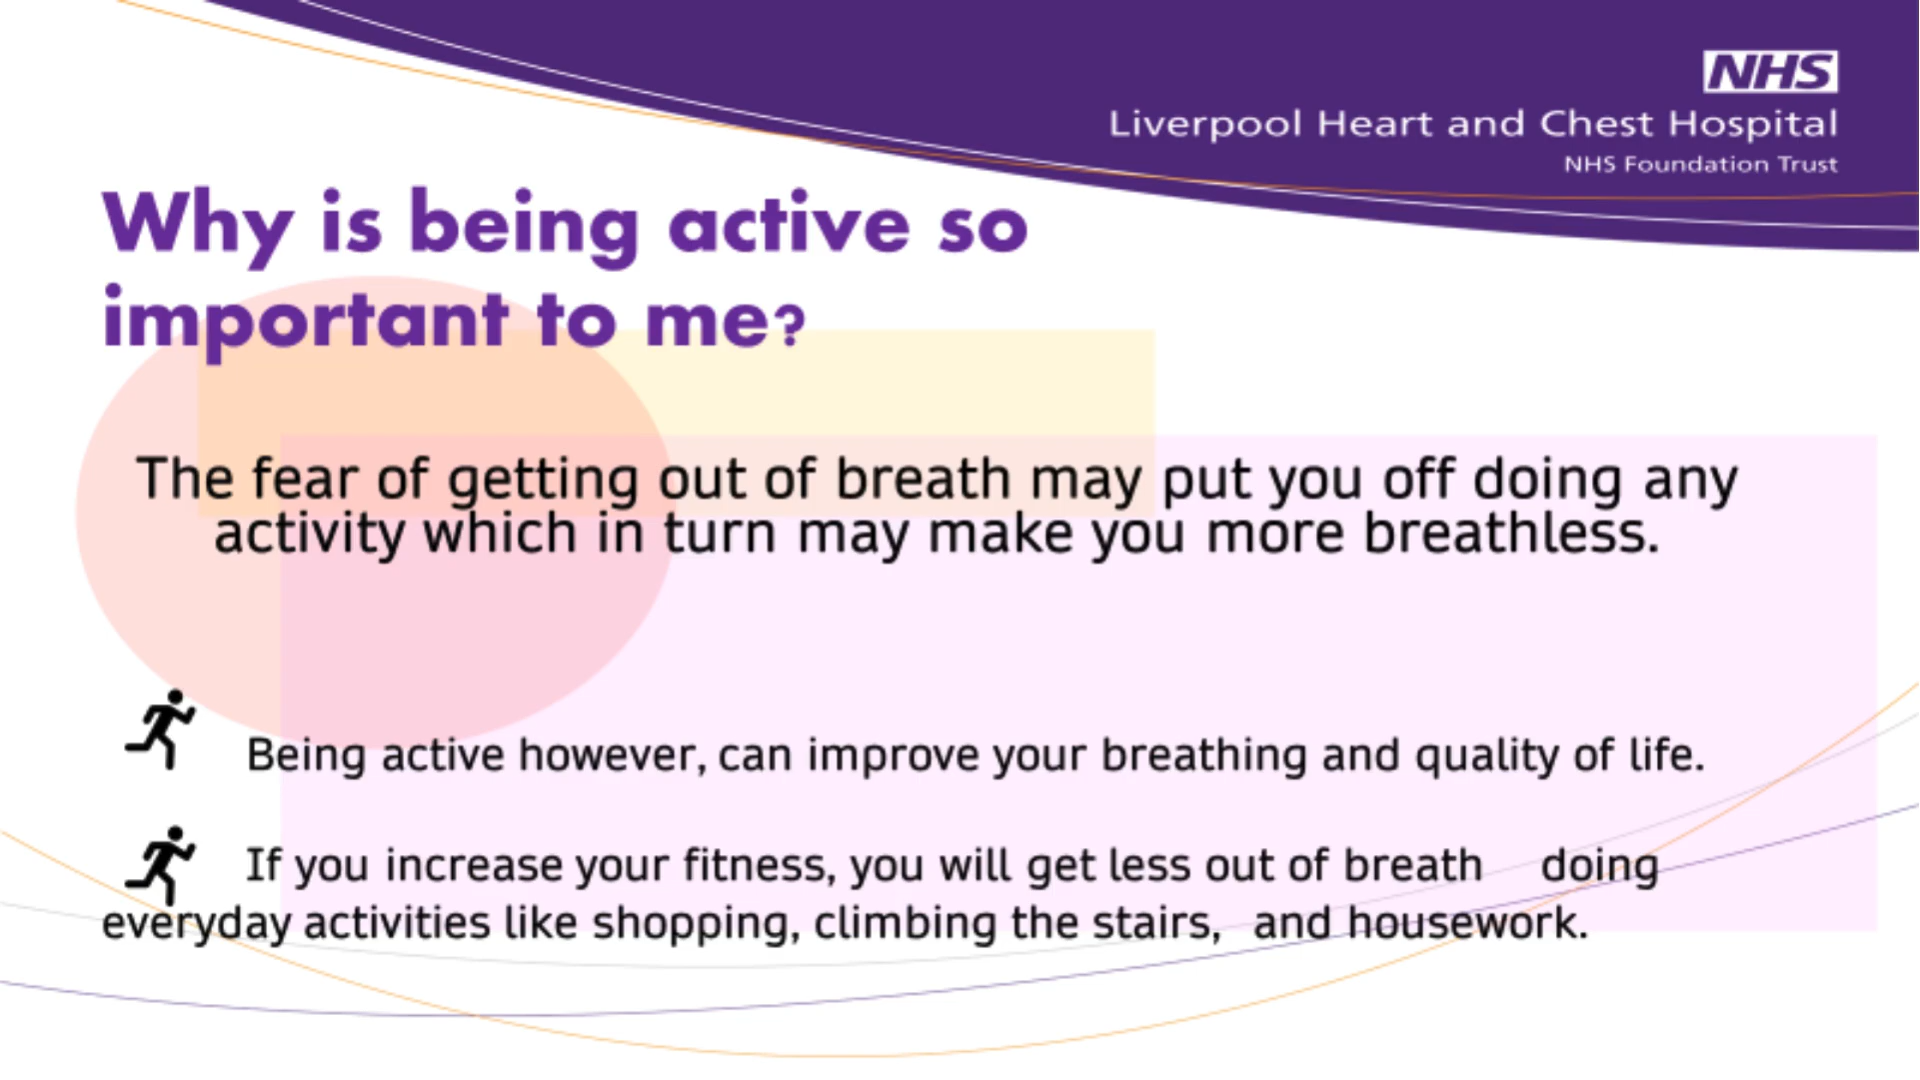 NHS
Liverpool Heart and Chest Hospital
NHS Foundation Trust
Why is being active so
important to me?
The fear of getting out of breath may put you off doing any
activity which in turn may make you more breathless.
Being active however, can improve your breathing and quality of life.
If you increase your fitness, you will get less out of breath doing
everyday activities like shopping, climbing the stairs, and housework.